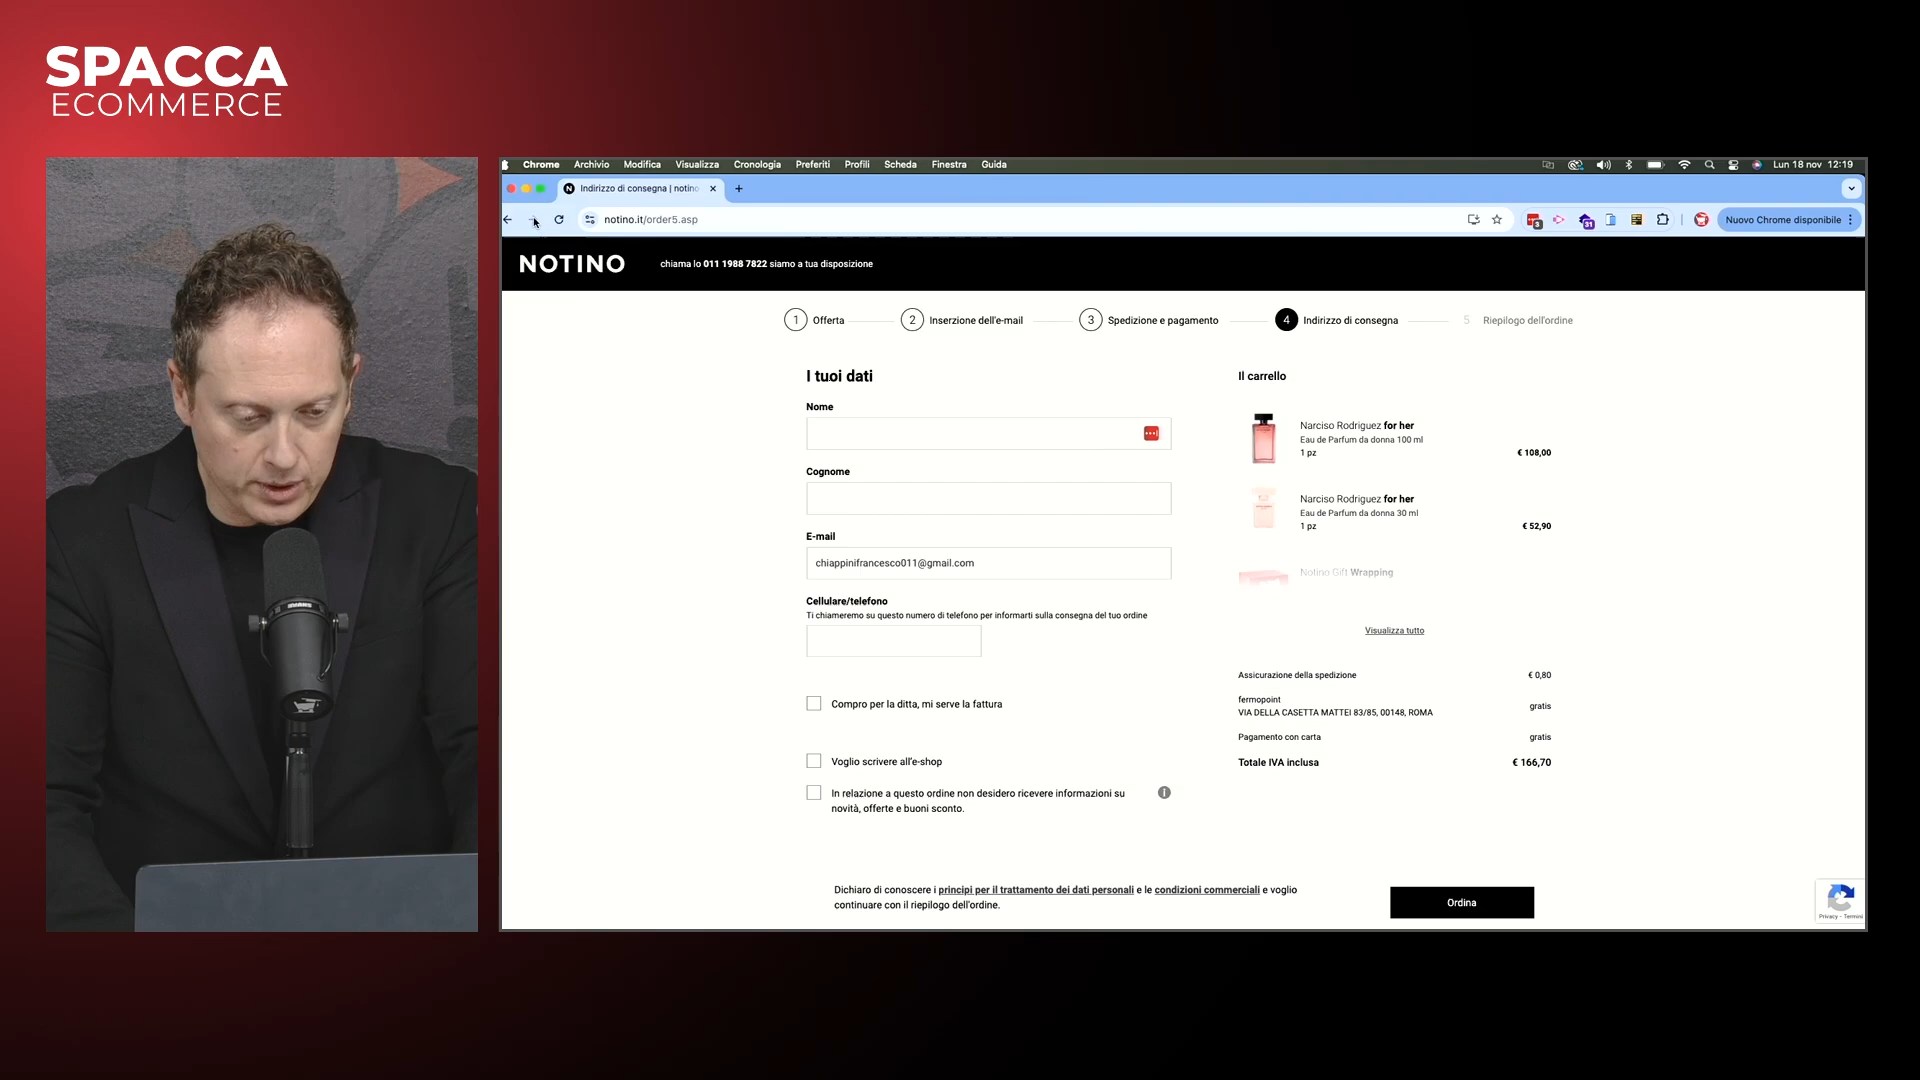 SPACCA
ECOMMERCE
Chrome Archivio Modifica Visualizza Cronologia Preferiti Profili Scheda Finestra Guida
Lun 18 nov 12:19
Indirizzo di consegna | notino
notino.it/order5.asp
3
31
Nuovo Chrome disponibile
NOTINO
chiama lo 011 1988 7822 siamo a tua disposizione
1 Offerta
2 Inserzione dell'e-mail
3 Spedizione e pagamento
4 Indirizzo di consegna
5 Riepilogo dell'ordine
I tuoi dati
Nome
Cognome
E-mail
chiappinifrancesco011@gmail.com
Cellulare/telefono
Ti chiameremo su questo numero di telefono per informarti sulla consegna del tuo ordine
Compro per la ditta, mi serve la fattura
Voglio scrivere all'e-shop
In relazione a questo ordine non desidero ricevere informazioni su
novità, offerte e buoni sconto.
Il carrello
Narciso Rodriguez for her
Eau de Parfum da donna 100 ml
1 pz € 108,00
Narciso Rodriguez for her
Eau de Parfum da donna 30 ml
1 pz € 52,90
Notino Gift Wrapping
Visualizza tutto
Assicurazione della spedizione € 0,80
fermopoint
VIA DELLA CASETTA MATTEI 83/85, 00148, ROMA gratis
Pagamento con carta gratis
Totale IVA inclusa € 166,70
Dichiaro di conoscere i principi per il trattamento dei dati personali e le condizioni commerciali e voglio
continuare con il riepilogo dell'ordine.
Ordina
Privacy - Termini